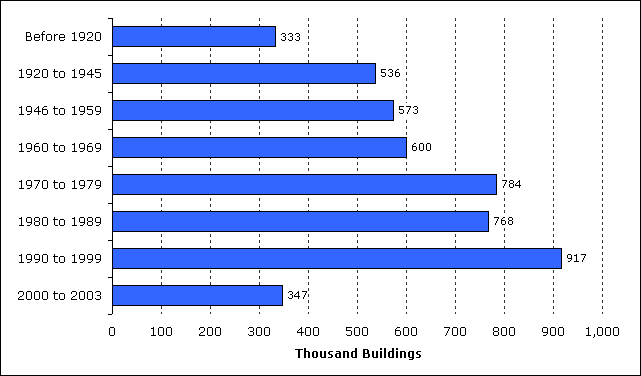 Before 1920 333
1920 to 1945 536
1946 to 1959 573
1960 to 1969 600
1970 to 1979 784
1980 to 1989 768
1990 to 1999 917
2000 to 2003 347
0 100 200 300 400 500 600 700 800 900 1,000
Thousand Buildings